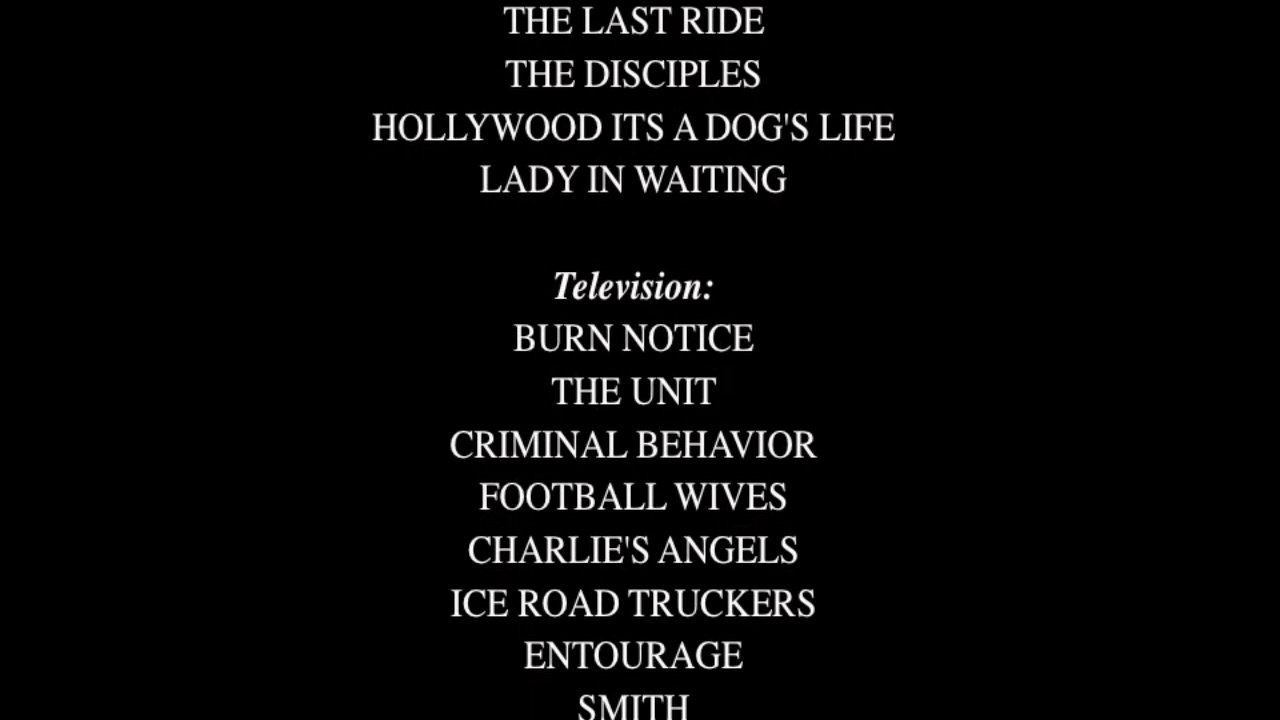 THE LAST RIDE
THE DISCIPLES
HOLLYWOOD ITS A DOG'S LIFE
LADY IN WAITING
Television:
BURN NOTICE
THE UNIT
CRIMINAL BEHAVIOR
FOOTBALL WIVES
CHARLIE'S ANGELS
ICE ROAD TRUCKERS
ENTOURAGE
SMITH